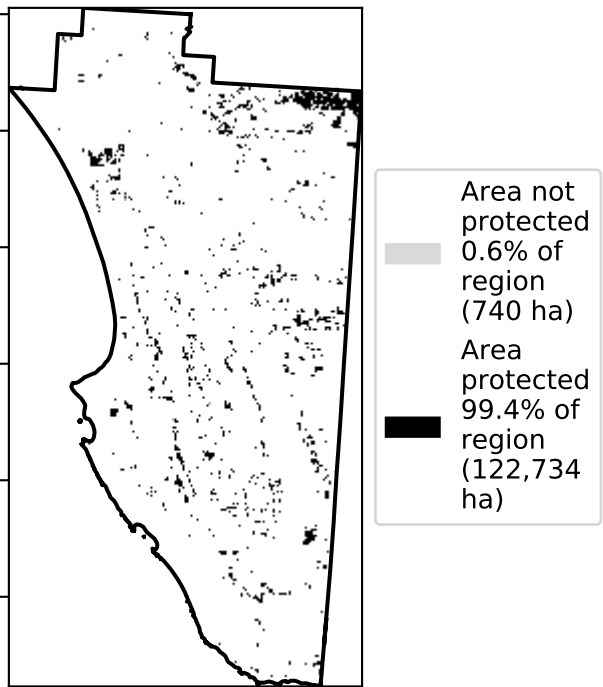 Area not
protected
0.6% of
region
(740 ha)
Area
protected
99.4% of
region
(122,734
ha)